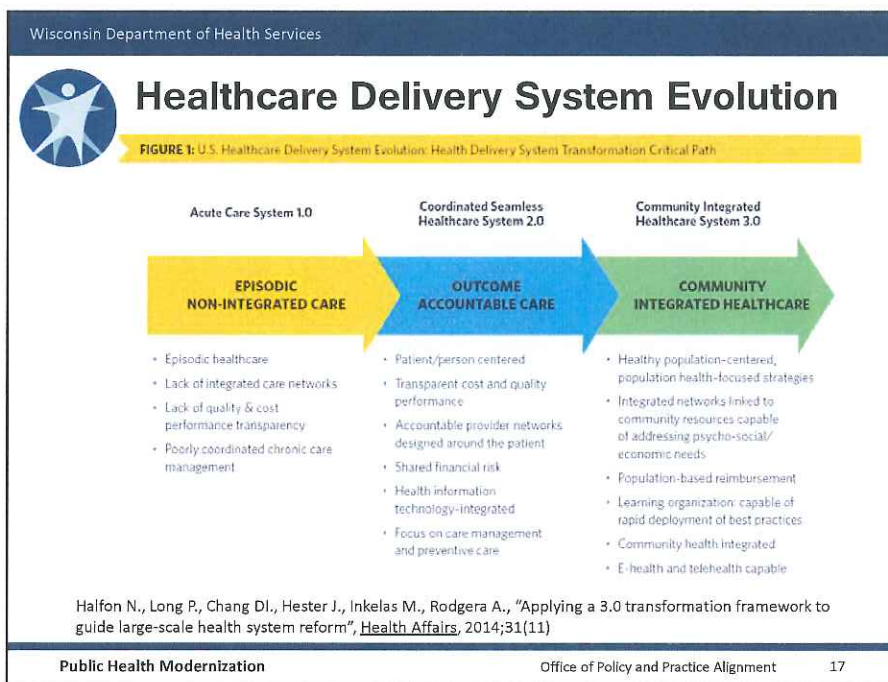 Wisconsin Department of Health Services
Healthcare Delivery System Evolution
FIGURE 1: U.S. Healthcare Delivery System Evolution: Health Delivery System Transformation Critical Path
Acute Care System 1.0
EPISODIC
NON-INTEGRATED CARE
• Episodic healthcare
• Lack of integrated care networks
• Lack of quality & cost
performance transparency
• Poorly coordinated chronic care
management
Coordinated Seamless
Healthcare System 2.0
OUTCOME
ACCOUNTABLE CARE
• Patient/person centered
• Transparent cost and quality
performance
• Accountable provider networks
designed around the patient
• Shared financial risk
• Health information
technology-integrated
• Focus on care management
and preventive care
Community Integrated
Healthcare System 3.0
COMMUNITY
INTEGRATED HEALTHCARE
• Healthy population-centered,
population health-focused strategies
• Integrated networks linked to
community resources capable
of addressing psycho-social/
economic needs
• Population-based reimbursement
• Learning organization: capable of
rapid deployment of best practices
• Community health integrated
• E-health and telehealth capable
Halfon N., Long P., Chang DI., Hester J., Inkelas M., Rodgera A., "Applying a 3.0 transformation framework to
guide large-scale health system reform", Health Affairs, 2014;31(11)
Public Health Modernization
Office of Policy and Practice Alignment
17